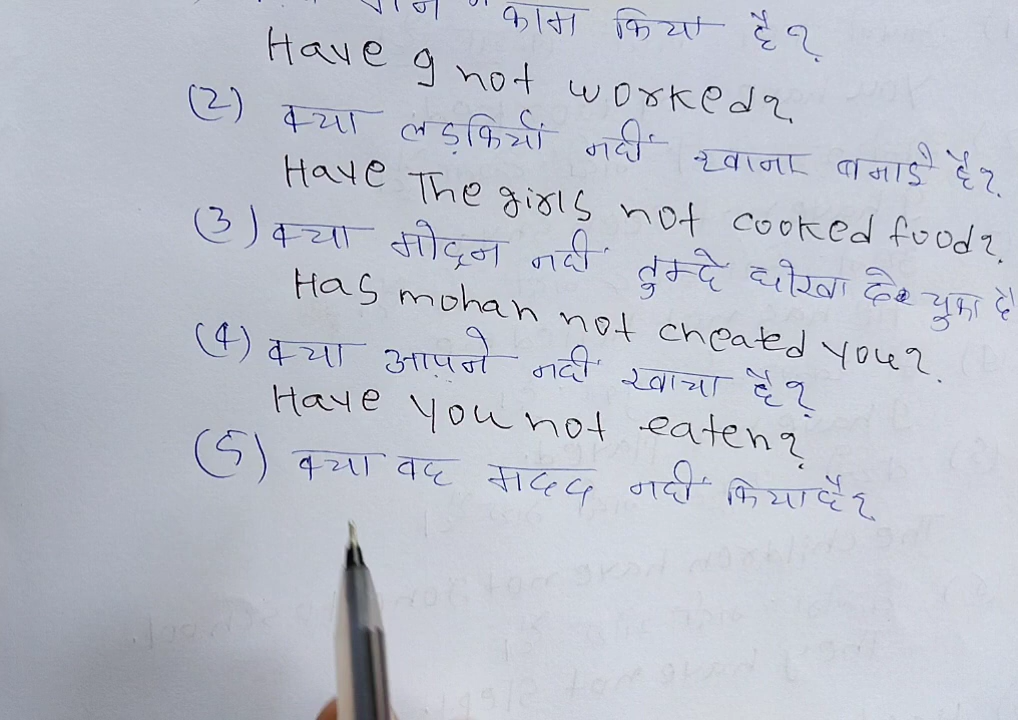 काम किया है?
Have I not worked?
(2) क्या लड़कियाँ नहीं खाना बनाई है?
Have The girls not cooked food?
(3) क्या मोहन नहीं तुम्हे धोखा दे चुका है
Has mohan not cheated you?
(4) क्या आपने नहीं खाया है?
Have you not eaten?
(5) क्या वह मदद नहीं किया है?